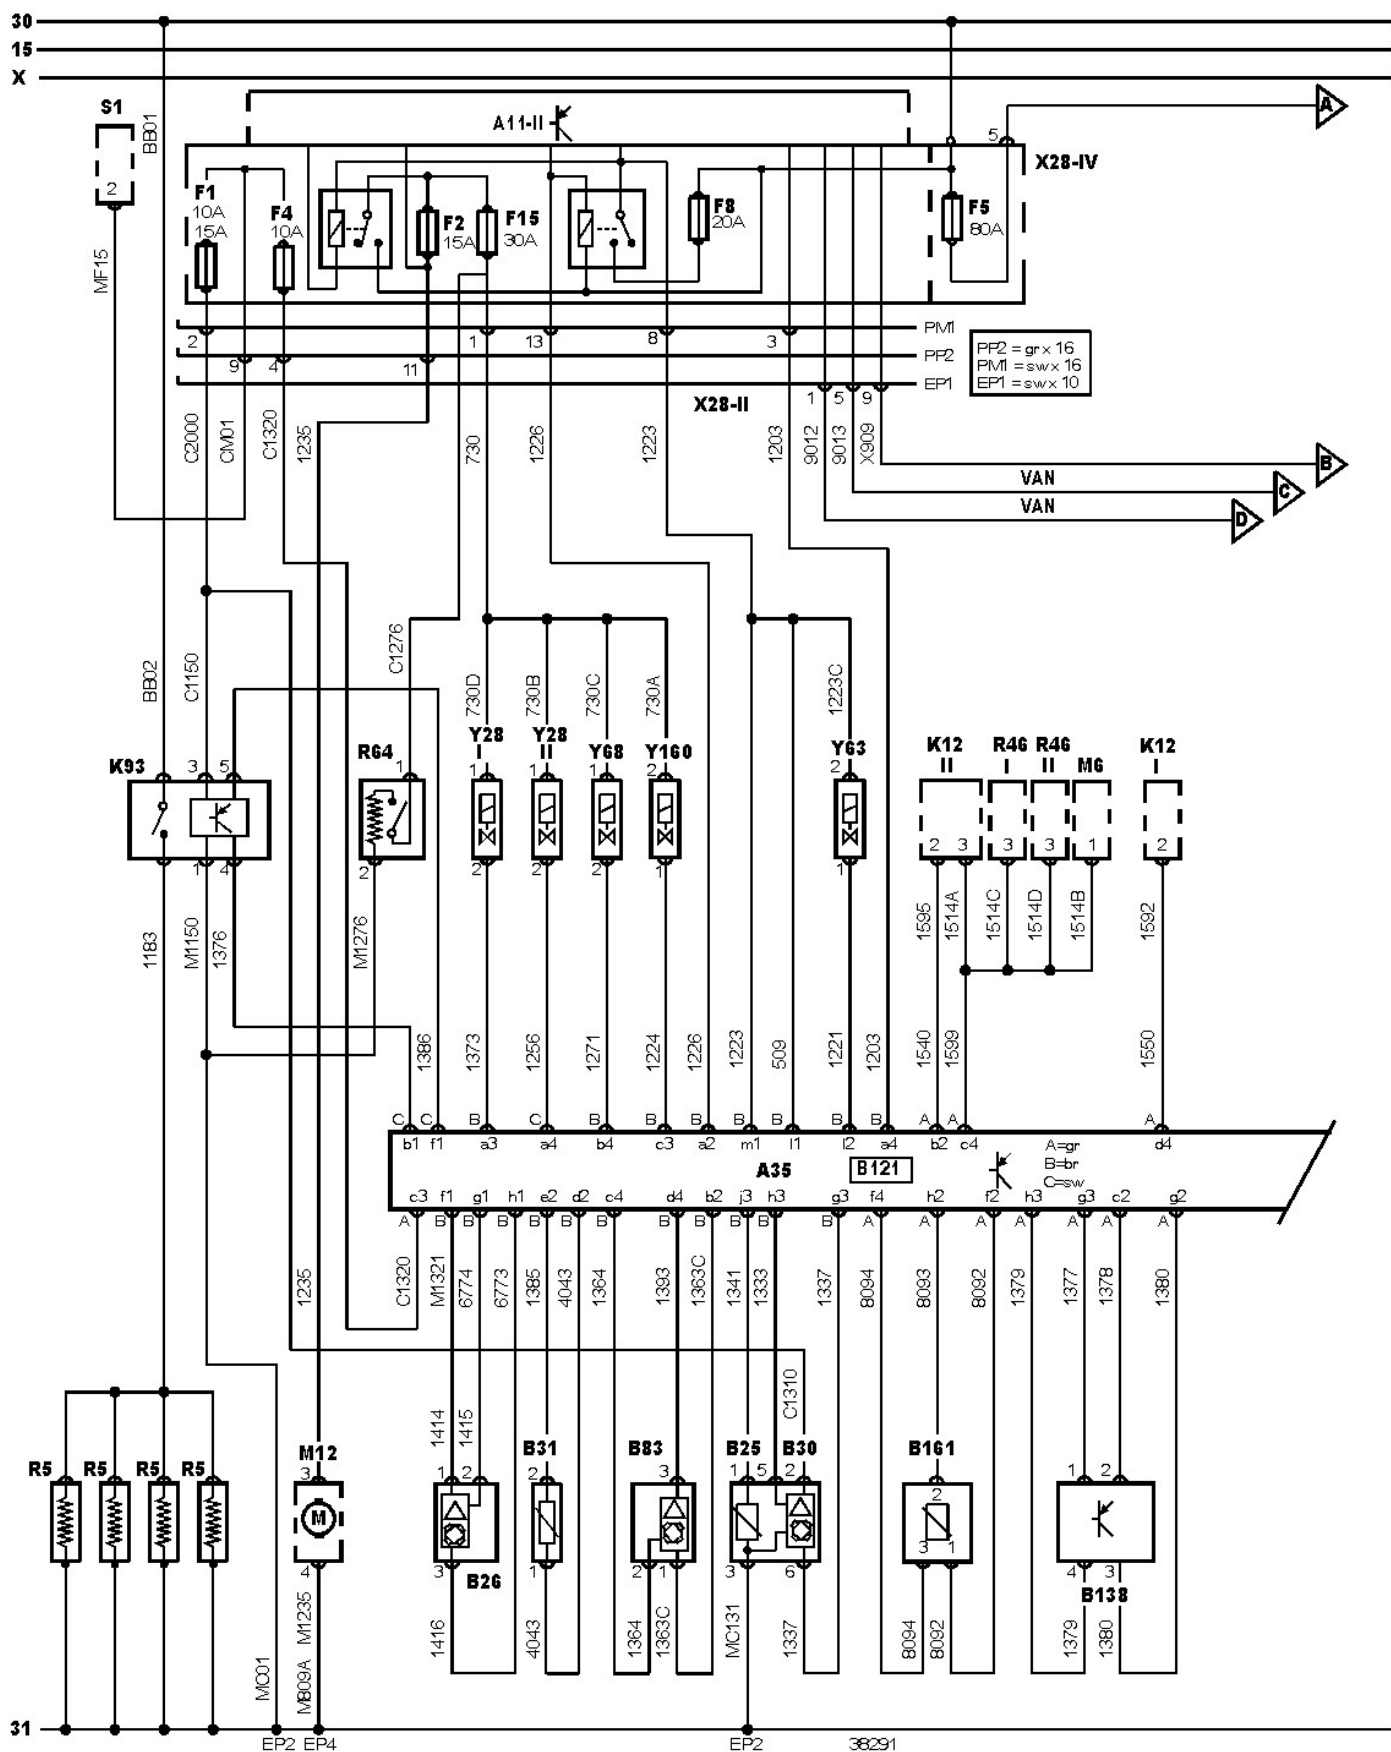 30
15
X
S1
2
BB01
A11-II
A
5
X28-IV
F1
10A
15A
F4
10A
F2
15A
F15
30A
F8
20A
F5
80A
MF15
2 1 13 8 3 PM1
9 4 11 PP2
EP1
X28-II
1 5 9
PP2 = gr x 16
PM1 = sw x 16
EP1 = sw x 10
C2000 CM01 C1320 1235 730 1226 1223 1203 9012 9013 X909
B
VAN
C
VAN
D
BB02 C1150 C1276 730D 730B 730C 730A 1223C
K93 3 5
R64 1
Y28 I 1
Y28 II 1
Y68 1
Y160 2
Y63 2
K12 II
R46 I
R46 II
M6
K12 I
2 3 3 3 1 2
1 4 2 2 2 2 1 1
1183 M1150 1376 M1276
1595 1514A 1514C 1514D 1514B 1592
1386 1373 1256 1271 1224 1226 1223 509 1221 1203 1540 1599 1550
C C B C B B B B B B B A A A
b1 f1 a3 a4 b4 c3 a2 m1 l1 l2 a4 b2 c4 d4
A35
B121
A=gr
B=br
C=sw
c3 f1 g1 h1 e2 d2 c4 d4 b2 j3 h3 g3 f4 h2 f2 h3 g3 c2 g2
A B B B B B B B B B B B A A A A A A A
1235 C1320 M1321 6774 6773 1385 4043 1364 1393 1363C 1341 1333 1337 8094 8093 8092 1379 1377 1378 1380
1414 1415 C1310
R5 R5 R5 R5
M12
3
M
4
1 2
3
B26
B31
2
1
B83
3
2 1
B25 B30
1 5 2
3 6
B161
2
3 1
1 2
4 3
B138
MC01 M809A M1235 1416 4043 1364 1363C MC131 1337 8094 8092 1379 1380
31
EP2 EP4 EP2 38291